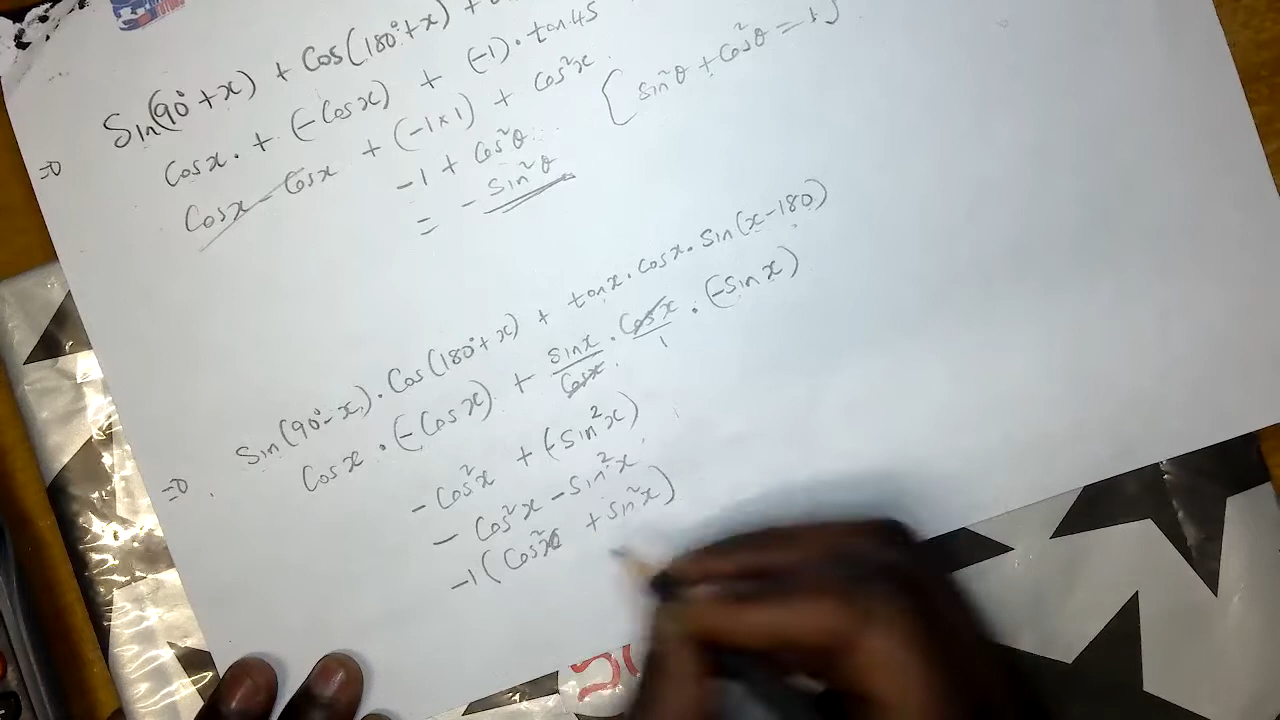 Sin(90°+x) + Cos(180°+x) +
⇒ Cosx. + (-Cosx) + (-1)·tan45
Cosx - Cosx + (-1×1) + Cos²x.
-1 + Cos²θ [Sin²θ + Cos²θ = 1]
= -Sin²θ
Sin(90°-x)·Cos(180°+x) + tanx·Cosx·Sin(x-180)
⇒ Cosx·(-Cosx) + Sinx/Cosx · Cosx/1 · (-Sinx)
-Cos²x + (-Sin²x)
-Cos²x - Sin²x
-1(Cos²x + Sin²x)